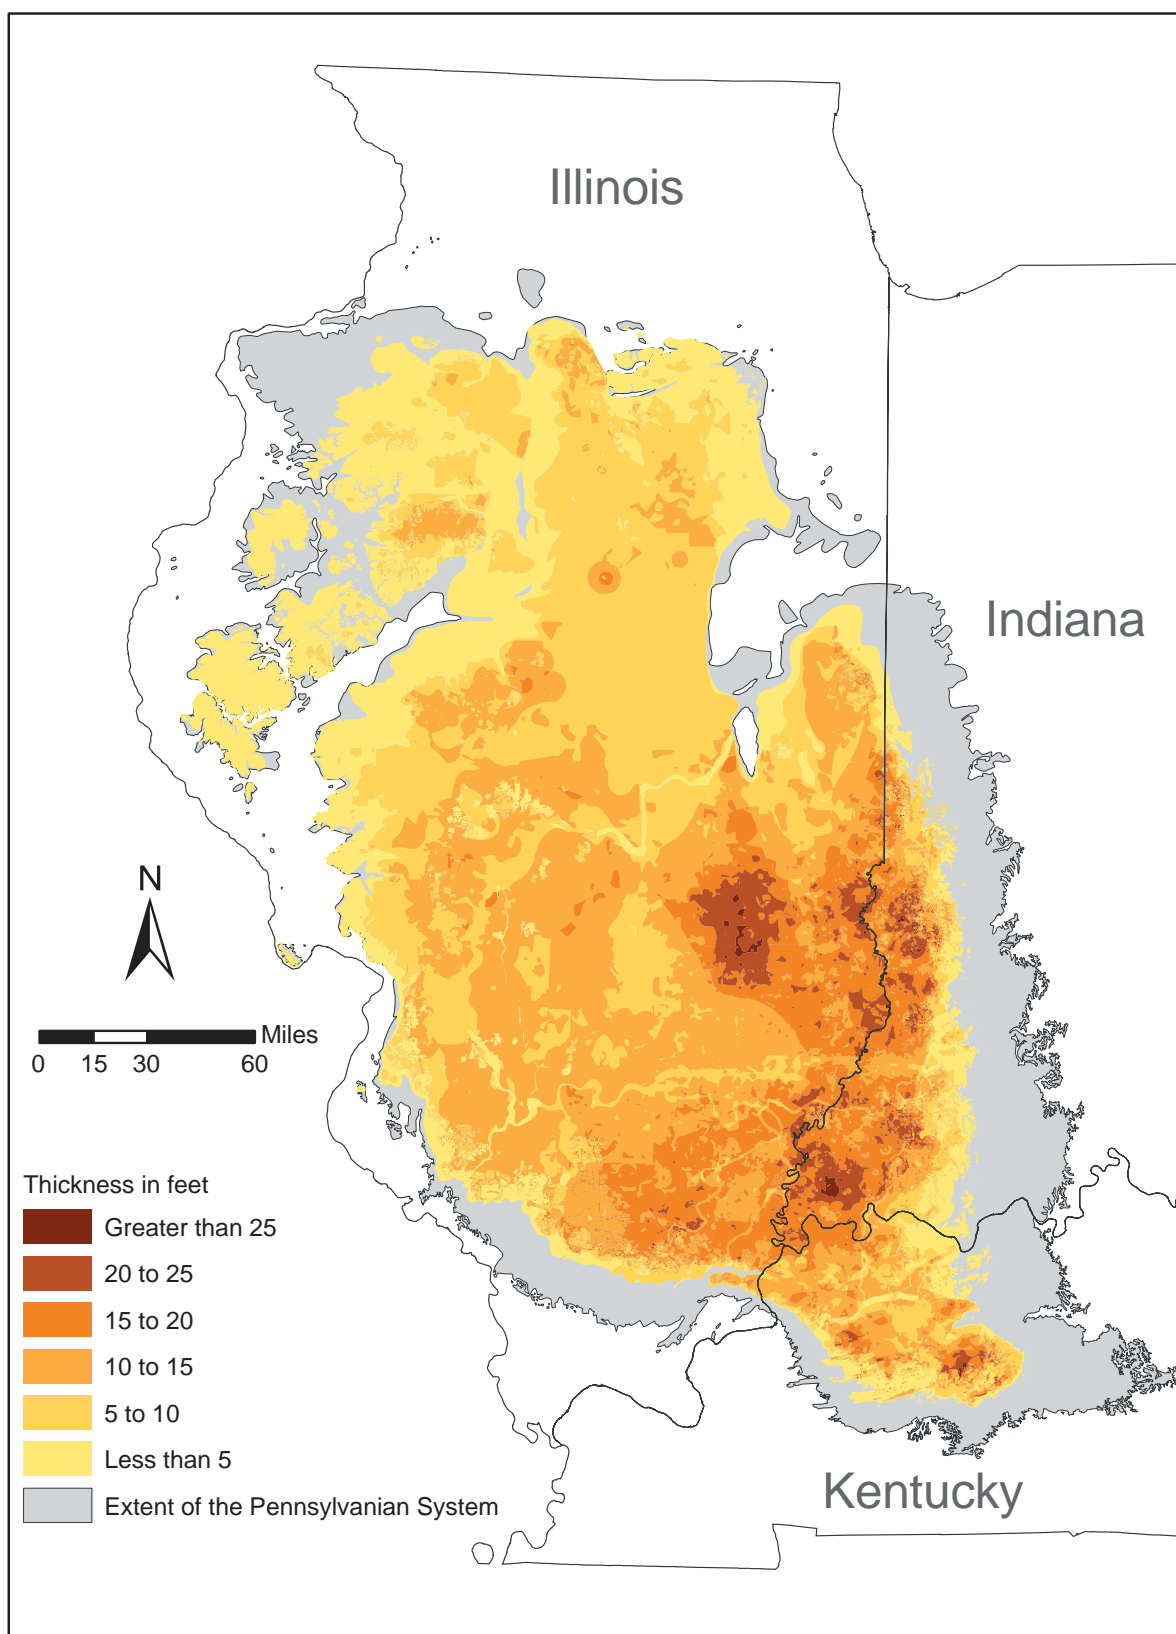 Illinois
Indiana
N
Miles
0 15 30 60
Thickness in feet
Greater than 25
20 to 25
15 to 20
10 to 15
5 to 10
Less than 5
Extent of the Pennsylvanian System
Kentucky